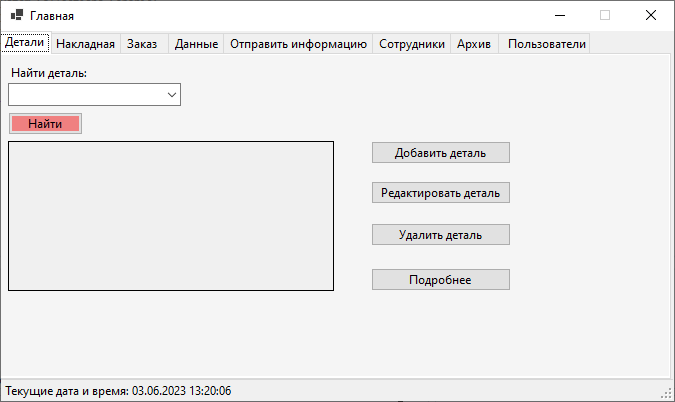 Главная
Детали Накладная Заказ Данные Отправить информацию Сотрудники Архив Пользователи
Найти деталь:
Найти
Добавить деталь
Редактировать деталь
Удалить деталь
Подробнее
Текущие дата и время: 03.06.2023 13:20:06